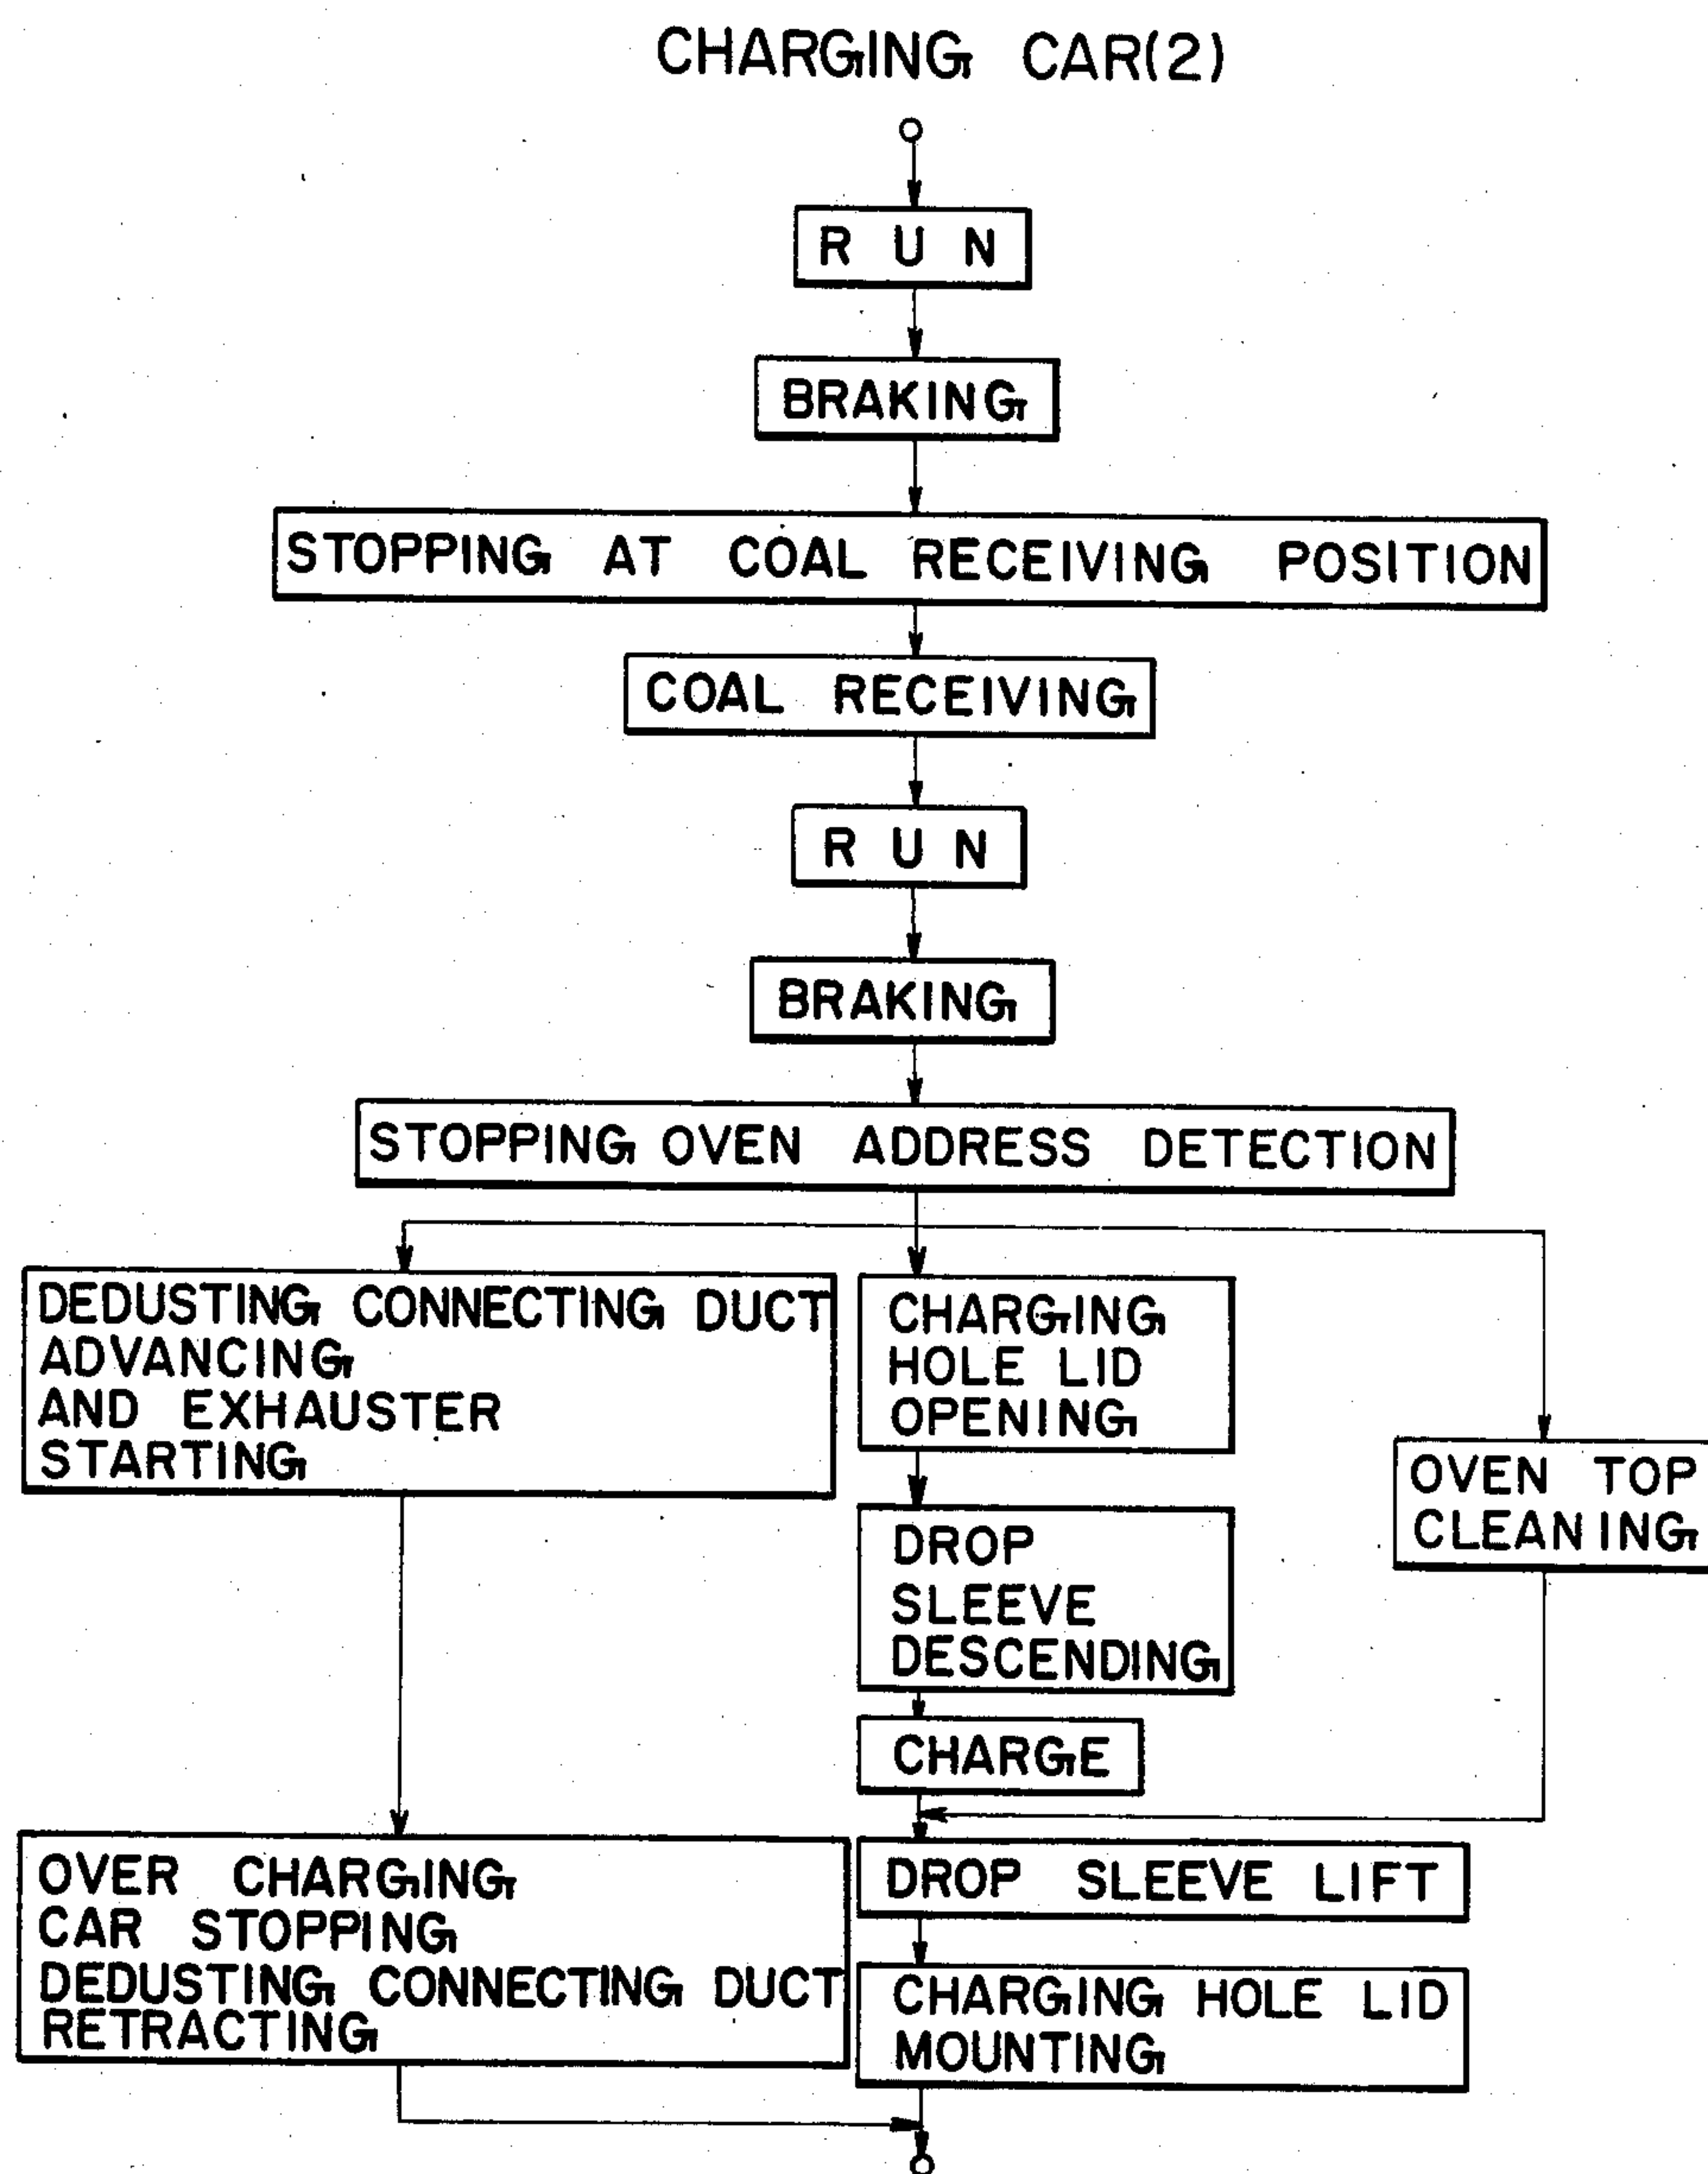 CHARGING CAR(2)
R U N
BRAKING
STOPPING AT COAL RECEIVING POSITION
COAL RECEIVING
R U N
BRAKING
STOPPING OVEN ADDRESS DETECTION
DEDUSTING CONNECTING DUCT
ADVANCING
AND EXHAUSTER
STARTING
CHARGING
HOLE LID
OPENING
OVEN TOP
CLEANING
DROP
SLEEVE
DESCENDING
CHARGE
OVER CHARGING
CAR STOPPING
DEDUSTING CONNECTING DUCT
RETRACTING
DROP SLEEVE LIFT
CHARGING HOLE LID
MOUNTING